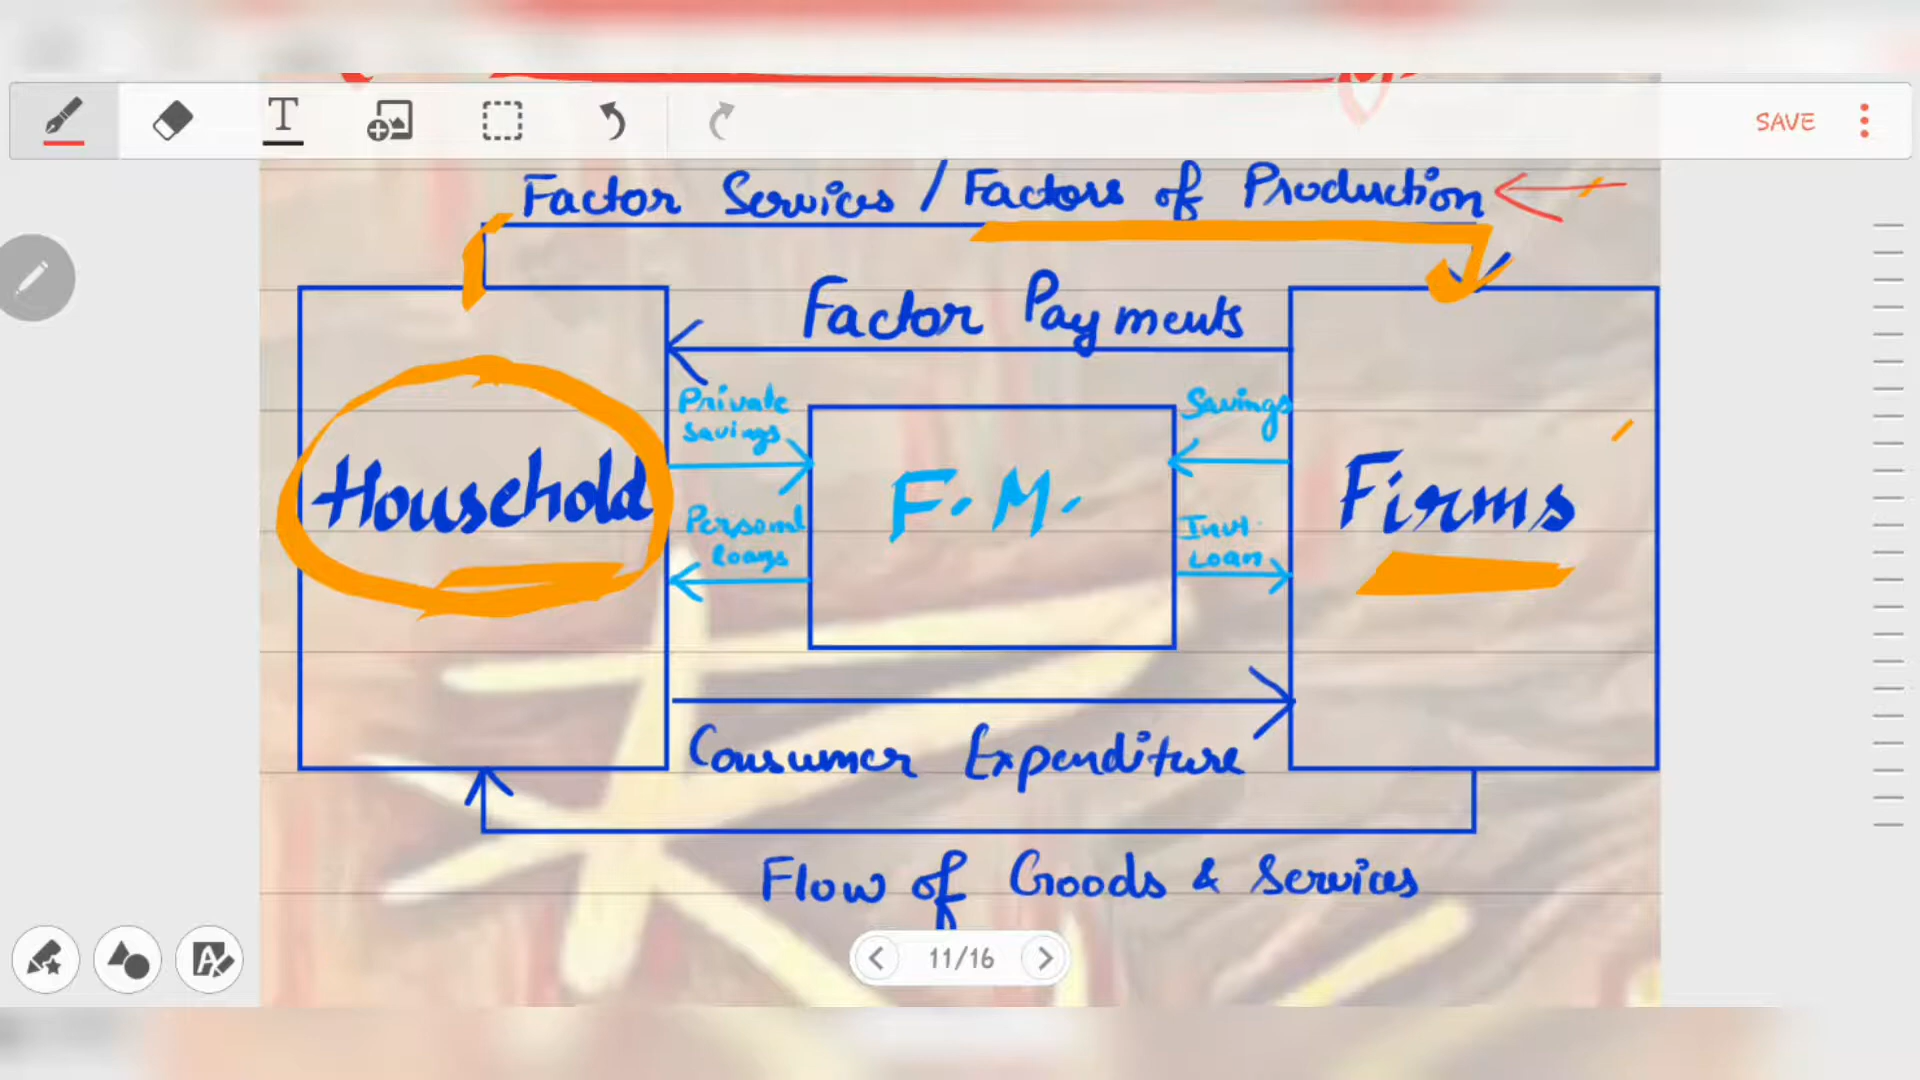 T
SAVE
Factor Services / Factors of Production
Factor Payments
Private
Savings
Savings
Household
F.M.
Firms
Personal
loans
Invt.
Loan
Consumer Expenditure
Flow of Goods & Services
11/16